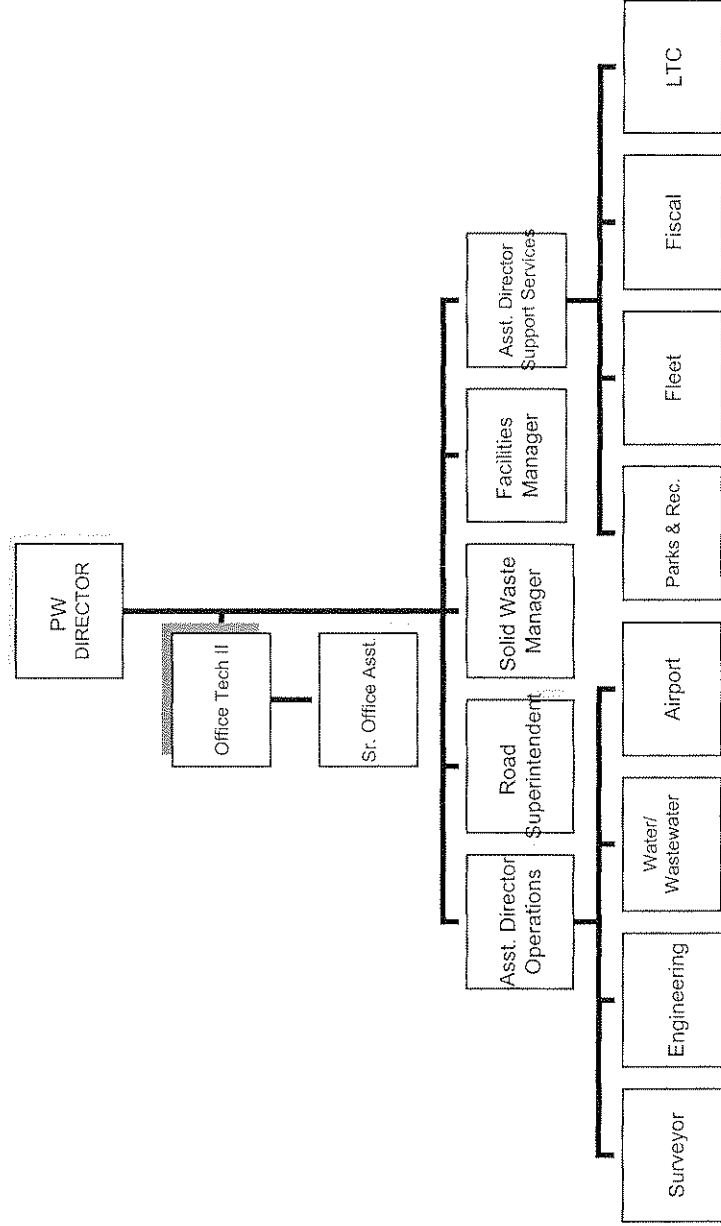 PW
DIRECTOR
Office Tech II
Sr. Office Asst.
Asst. Director
Operations
Road
Superintendent
Solid Waste
Manager
Facilities
Manager
Asst. Director
Support Services
Surveyor
Engineering
Water/
Wastewater
Airport
Parks & Rec.
Fleet
Fiscal
LTC